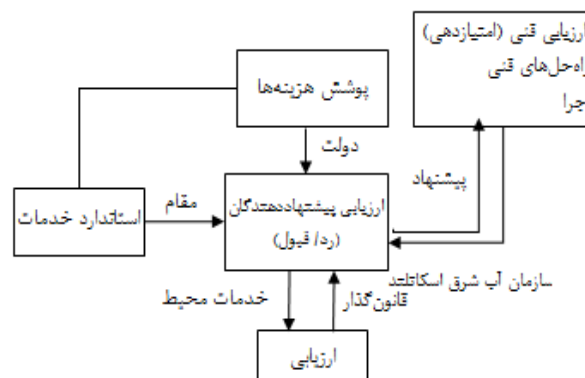 ارزیابی فنی (امتیازدهی)
راه‌حل‌های فنی
اجرا
پوشش هزینه‌ها
دولت
پیشنهاد
استاندارد خدمات
مقام
ارزیابی پیشنهاددهندگان
(رد/ قبول)
سازمان آب شرق اسکاتلند
خدمات محیط
قانون‌گذار
ارزیابی